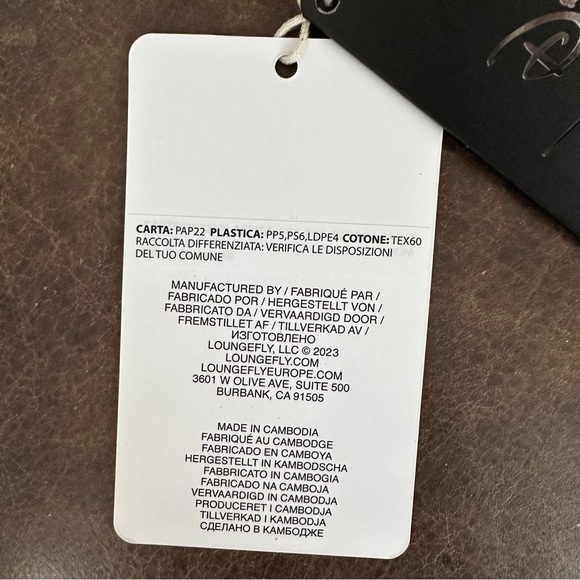 CARTA: PAP22 PLASTICA: PP5,PS6,LDPE4 COTONE: TEX60
RACCOLTA DIFFERENZIATA: VERIFICA LE DISPOSIZIONI
DEL TUO COMUNE
MANUFACTURED BY / FABRIQUÉ PAR /
FABRICADO POR / HERGESTELLT VON /
FABBRICATO DA / VERVAARDIGD DOOR /
FREMSTILLET AF / TILLVERKAD AV /
ИЗГОТОВЛЕНО
LOUNGEFLY, LLC © 2023
LOUNGEFLY.COM
LOUNGEFLYEUROPE.COM
3601 W OLIVE AVE, SUITE 500
BURBANK, CA 91505
MADE IN CAMBODIA
FABRIQUÉ AU CAMBODGE
FABRICADO EN CAMBOYA
HERGESTELLT IN KAMBODSCHA
FABBRICATO IN CAMBOGIA
FABRICADO NA CAMBOJA
VERVAARDIGD IN CAMBODJA
PRODUCERET I CAMBODJA
TILLVERKAD I KAMBODJA
СДЕЛАНО В КАМБОДЖЕ